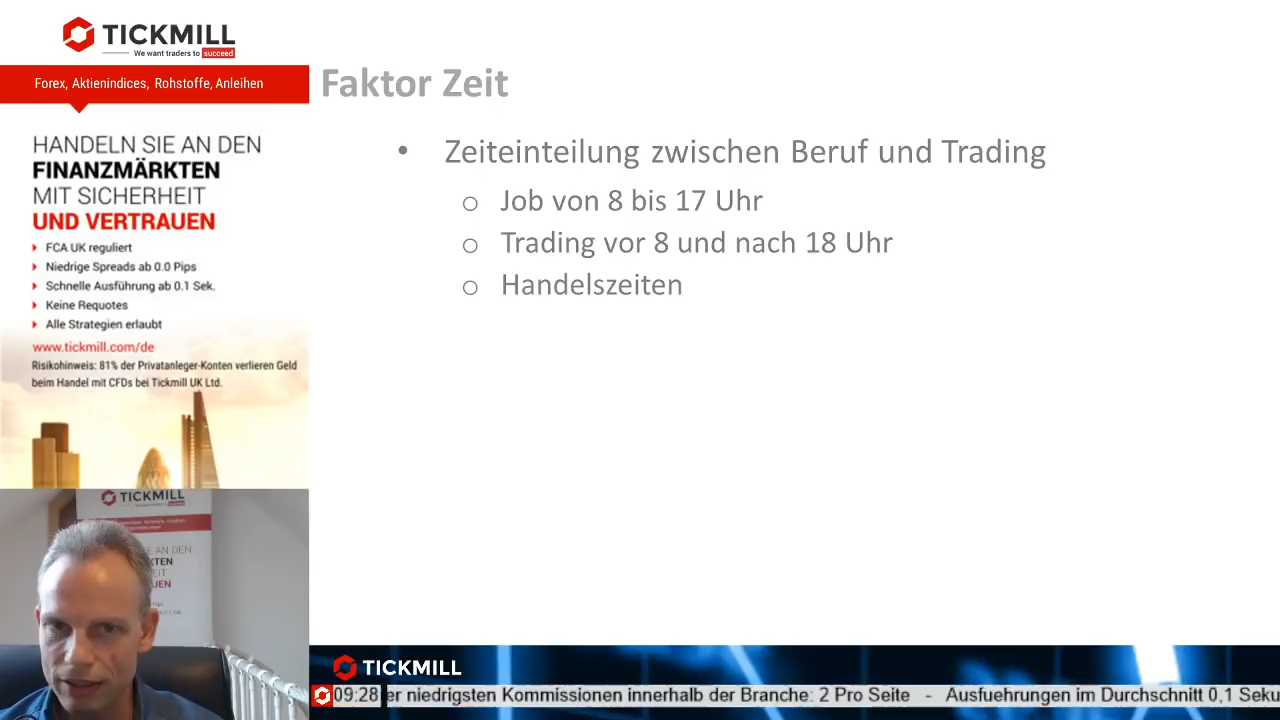 TICKMILL
We want traders to succeed
Forex, Aktienindices, Rohstoffe, Anleihen
HANDELN SIE AN DEN
FINANZMÄRKTEN
MIT SICHERHEIT
UND VERTRAUEN
FCA UK reguliert
Niedrige Spreads ab 0.0 Pips
Schnelle Ausführung ab 0.1 Sek.
Keine Requotes
Alle Strategien erlaubt
www.tickmill.com/de
Risikohinweis: 81% der Privatanleger-Konten verlieren Geld
beim Handel mit CFDs bei Tickmill UK Ltd.
Faktor Zeit
• Zeiteinteilung zwischen Beruf und Trading
o Job von 8 bis 17 Uhr
o Trading vor 8 und nach 18 Uhr
o Handelszeiten
TICKMILL
E AN DEN
KTEN
EIT
UEN
TICKMILL
09:28 er niedrigsten Kommissionen innerhalb der Branche: 2 Pro Seite - Ausfuehrungen im Durchschnitt 0,1 Seku